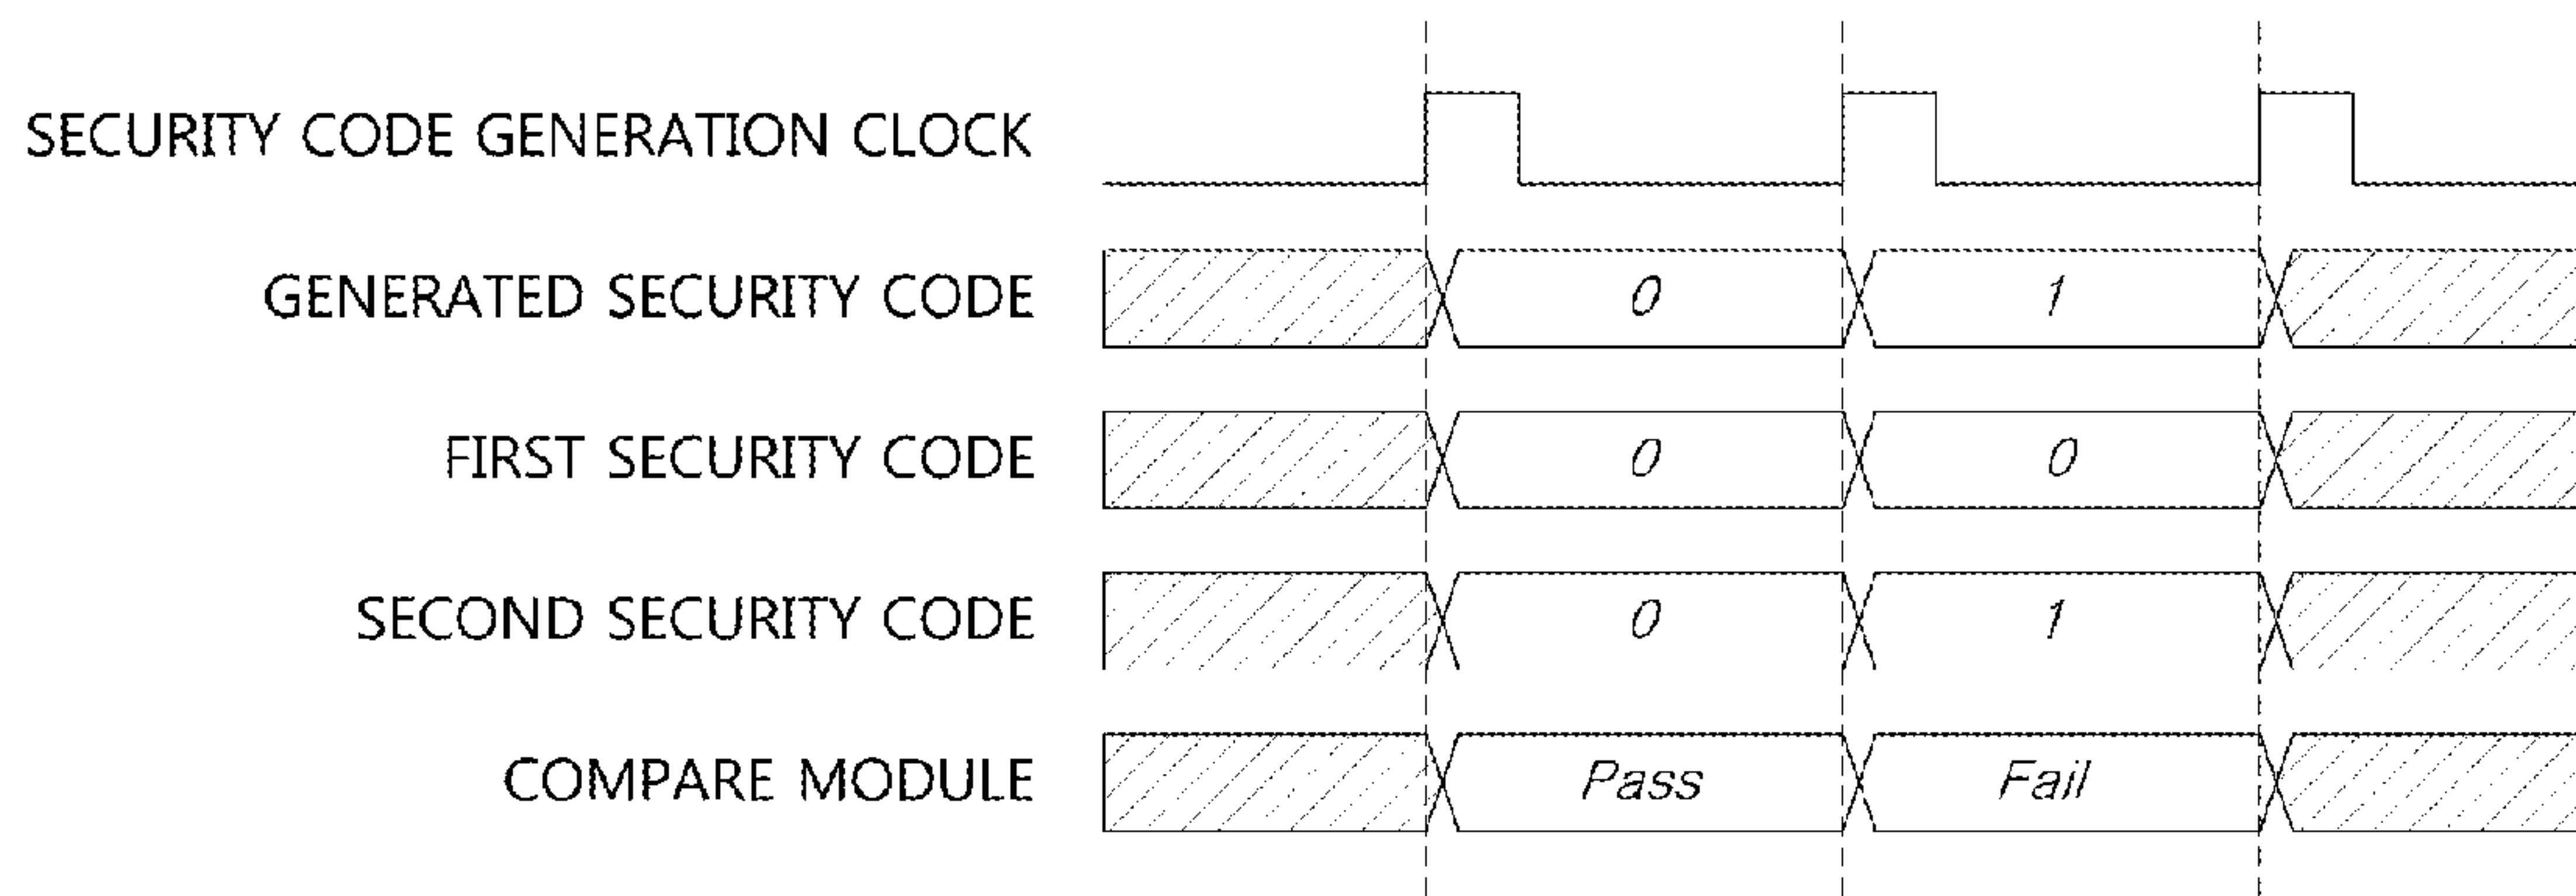 SECURITY CODE GENERATION CLOCK
GENERATED SECURITY CODE 0 1
FIRST SECURITY CODE 0 0
SECOND SECURITY CODE 0 1
COMPARE MODULE Pass Fail